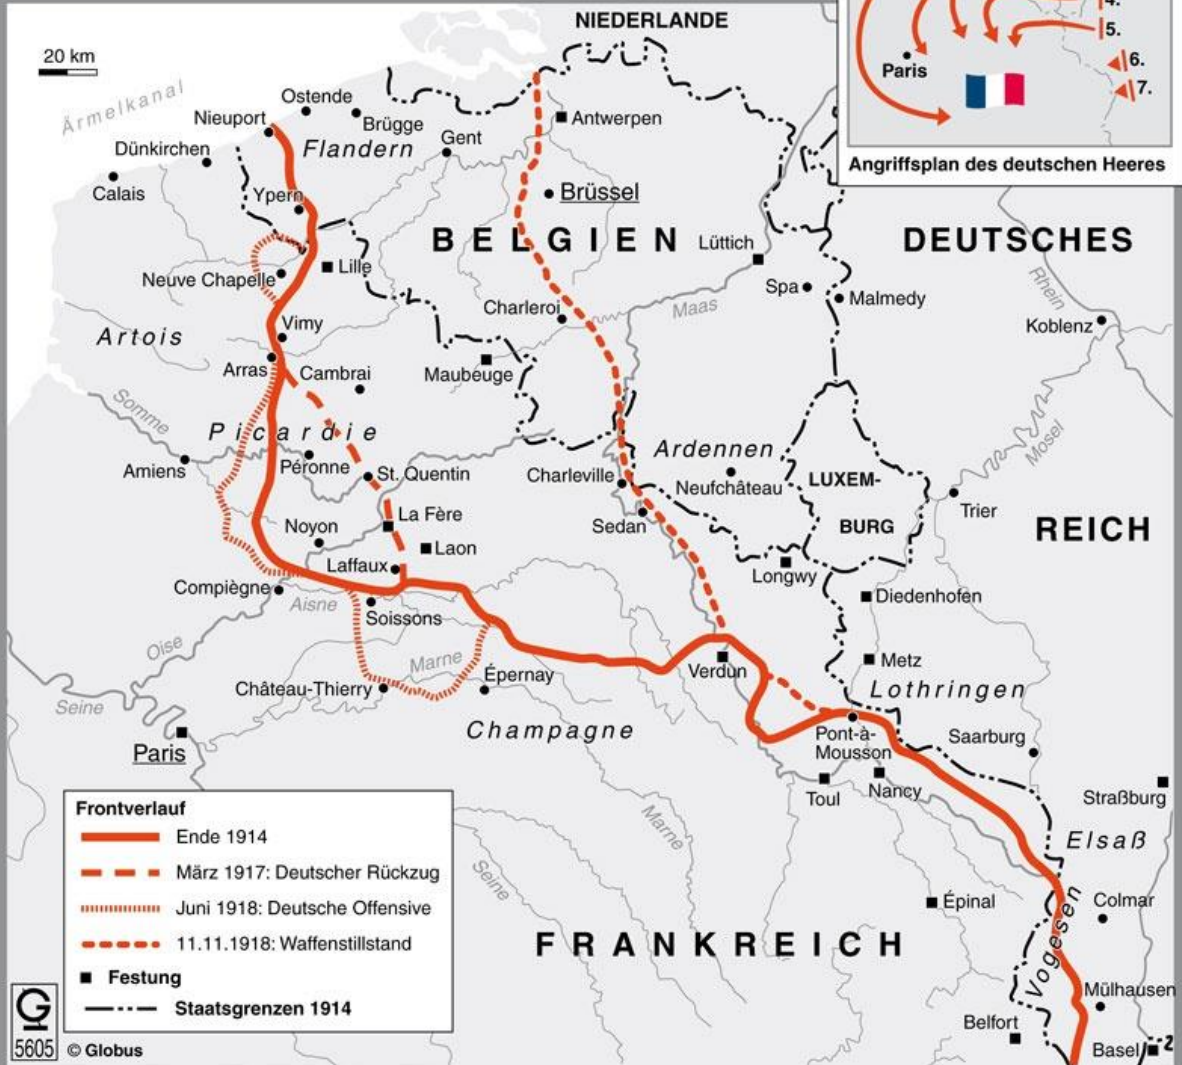 NIEDERLANDE
4.
5.
6.
7.
Paris
Angriffsplan des deutschen Heeres
20 km
Ärmelkanal
Ostende
Nieuport
Brügge
Flandern
Gent
Antwerpen
Dünkirchen
Calais
Ypern
Brüssel
BELGIEN
Lüttich
DEUTSCHES
Lille
Neuve Chapelle
Spa
Malmedy
Rhein
Koblenz
Charleroi
Maas
Artois
Vimy
Arras
Cambrai
Maubeuge
Somme
Picardie
Mosel
Amiens
Péronne
St. Quentin
Ardennen
Charleville
Neufchâteau
LUXEM-
BURG
Trier
REICH
Noyon
La Fère
Laon
Sedan
Laffaux
Longwy
Compiègne
Aisne
Soissons
Diedenhofen
Oise
Marne
Verdun
Metz
Château-Thierry
Épernay
Lothringen
Seine
Champagne
Paris
Pont-à-
Mousson
Saarburg
Toul
Nancy
Straßburg
Marne
Elsaß
Seine
Épinal
Colmar
FRANKREICH
Vogesen
Mülhausen
Belfort
Basel
Frontverlauf
Ende 1914
März 1917: Deutscher Rückzug
Juni 1918: Deutsche Offensive
11.11.1918: Waffenstillstand
Festung
Staatsgrenzen 1914
G
5605
© Globus